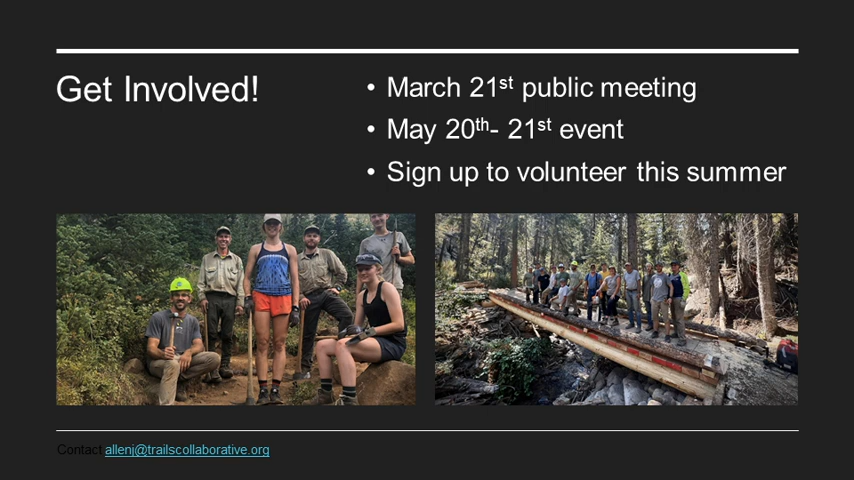 Get Involved!
• March 21st public meeting
• May 20th- 21st event
• Sign up to volunteer this summer
Contact allenj@trailscollaborative.org